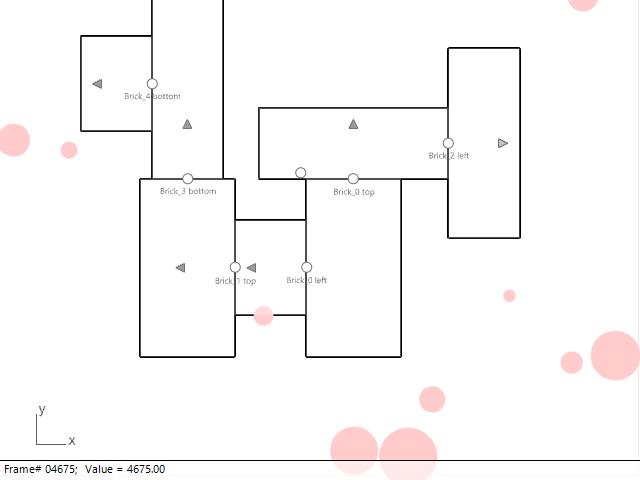 Brick_4 bottom
Brick_2 left
Brick_3 bottom
Brick_0 top
Brick_1 top
Brick_0 left
y
x
Frame# 04675; Value = 4675.00